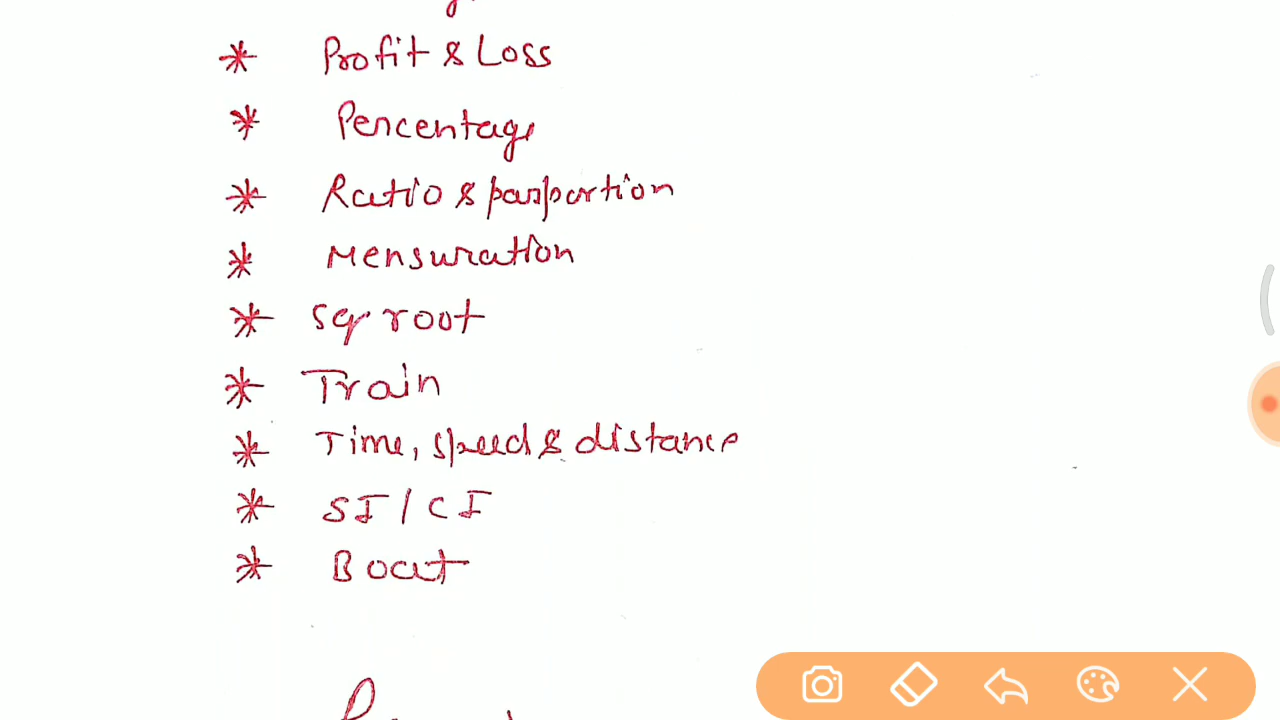 * Profit & Loss
* Percentage
* Ratio & parportion
* Mensuration
* Sq root
* Train
* Time, speed & distance
* SI / CI
* Boat